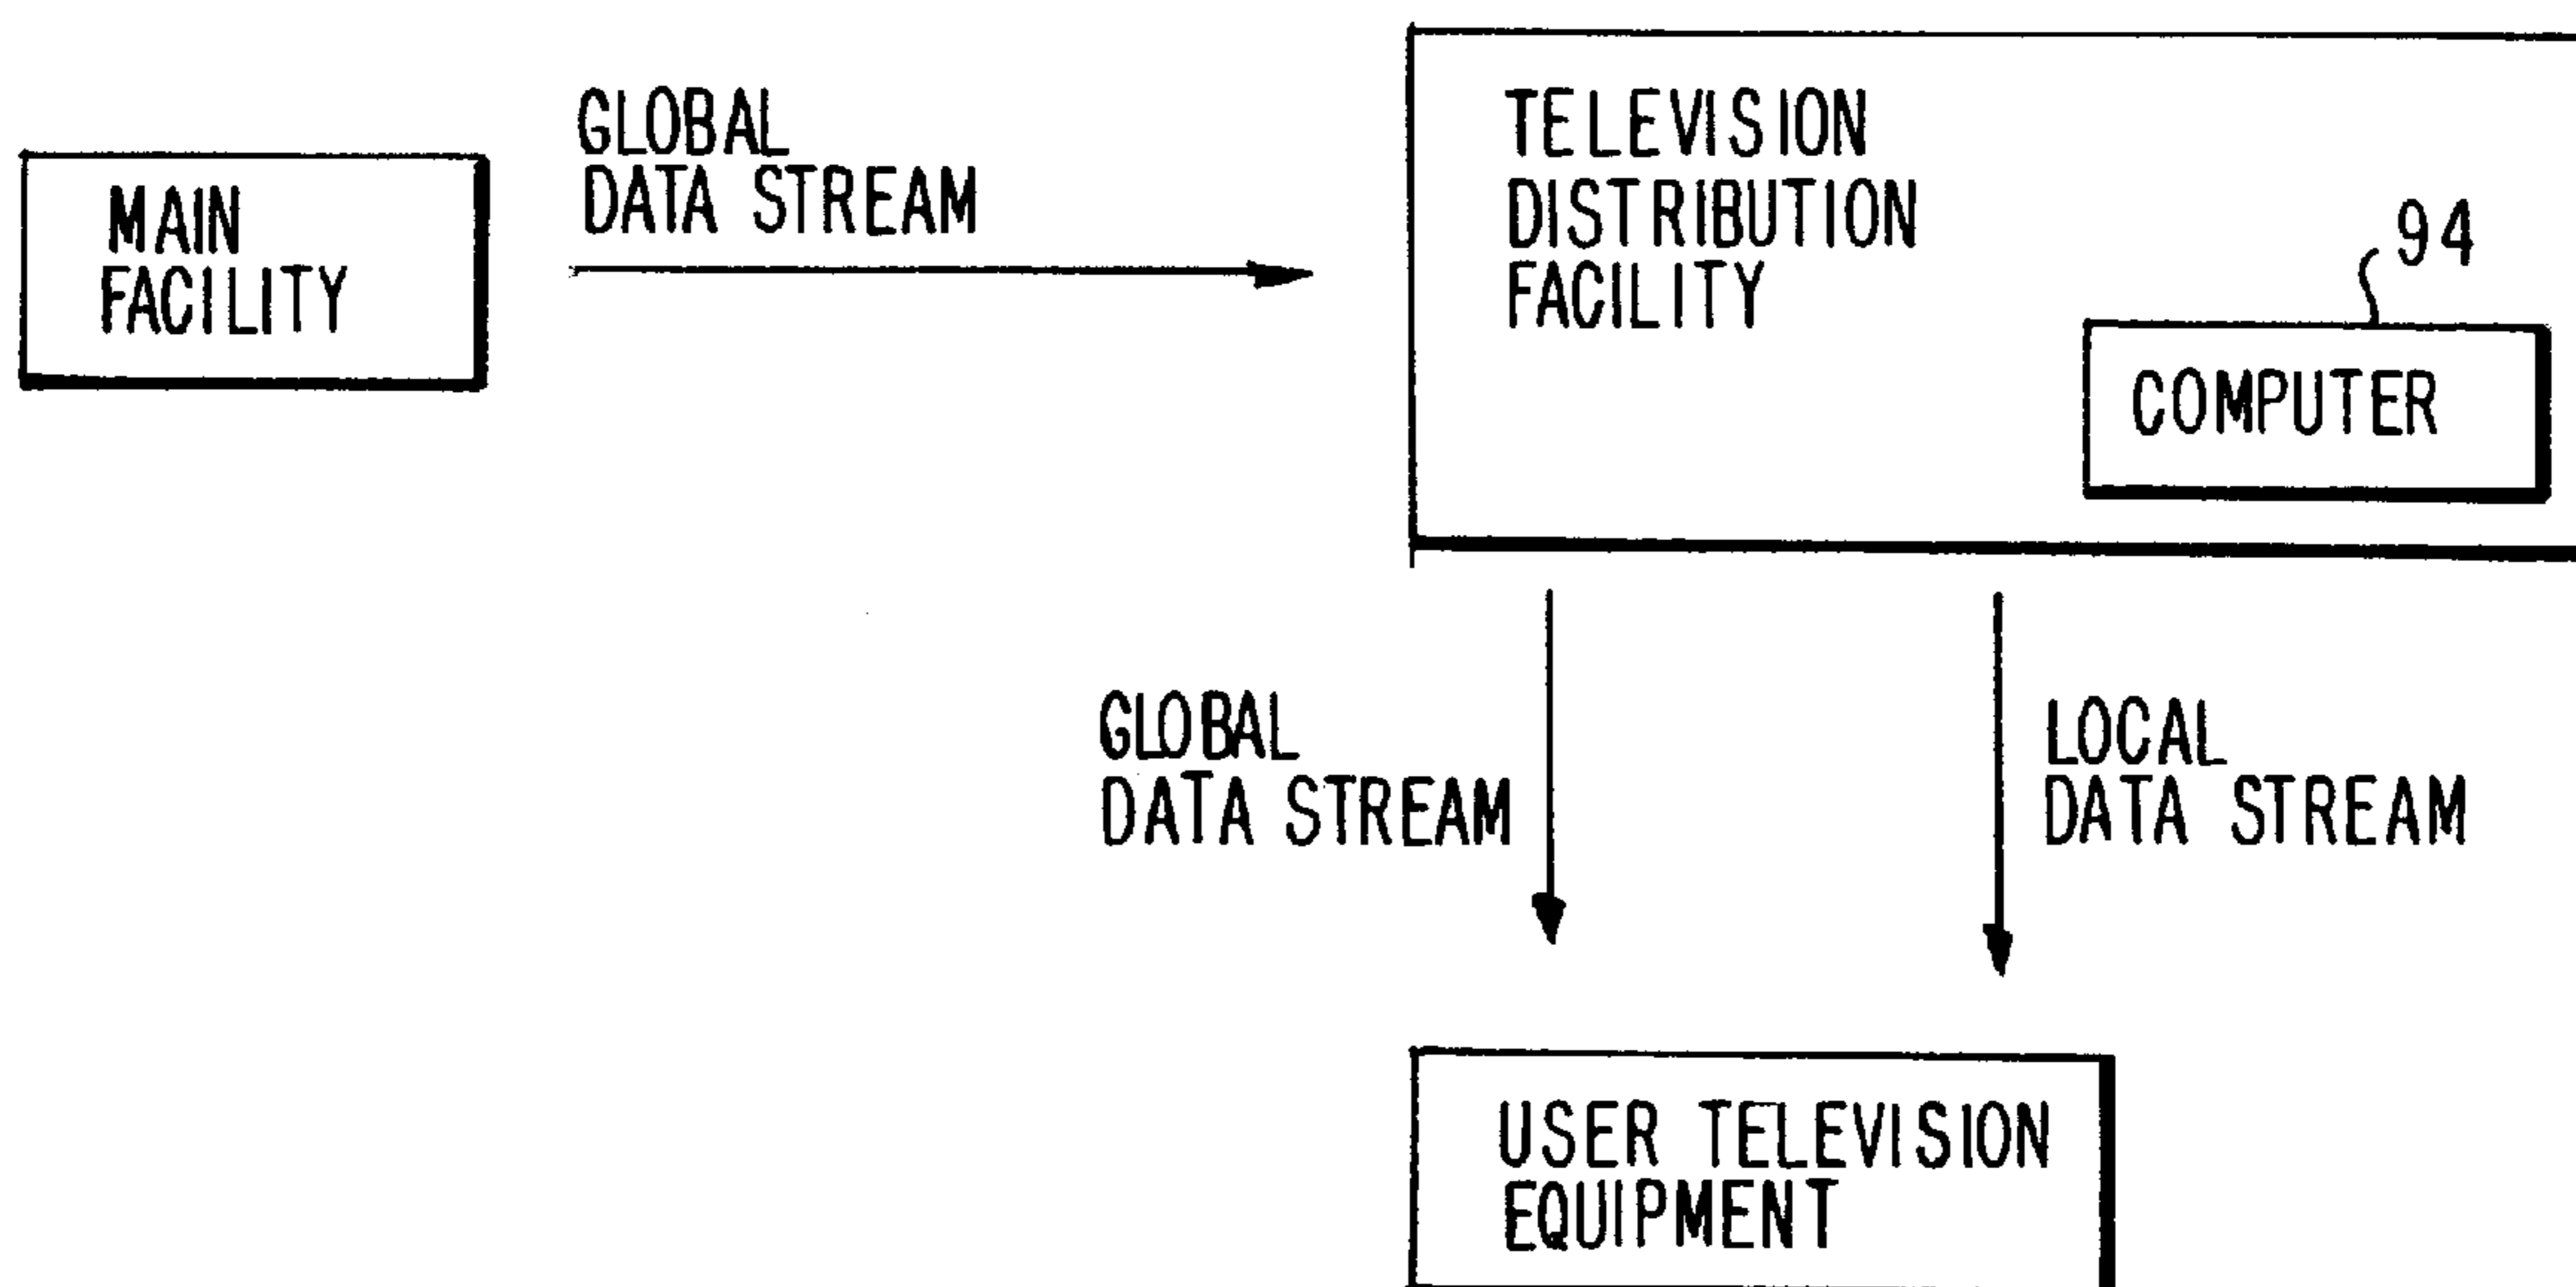 MAIN
FACILITY
GLOBAL
DATA STREAM
TELEVISION
DISTRIBUTION
FACILITY
94
COMPUTER
GLOBAL
DATA STREAM
LOCAL
DATA STREAM
USER TELEVISION
EQUIPMENT